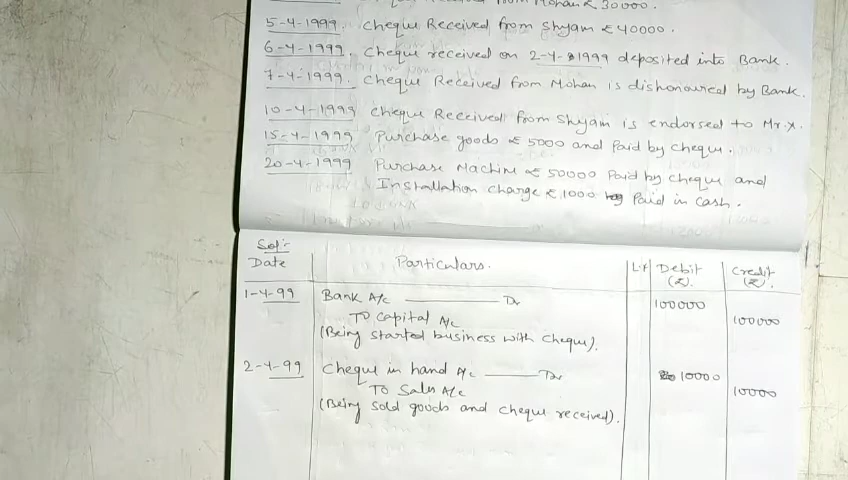 from Mohan ₹ 30000.
5-4-1999. Cheque Received from Shyam ₹ 40000.
6-4-1999. Cheque received on 2-4-1999 deposited into Bank.
7-4-1999. Cheque Received from Mohan is dishonoured by Bank.
10-4-1999 Cheque Received from Shyam is endorsed to Mr. X.
15-4-1999 Purchase goods ₹ 5000 and Paid by Cheque.
20-4-1999 Purchase Machine ₹ 50000 Paid by Cheque and
Installation charge ₹ 1000 Paid in cash.
Sol:-
Date Particulars. L.f Debit (₹). Credit (₹).
1-4-99 Bank A/c Dr 100000
To Capital A/c 100000
(Being started business with Cheque).
2-4-99 Cheque in hand A/c Dr 10000
To Sales A/c 10000
(Being sold goods and Cheque received).